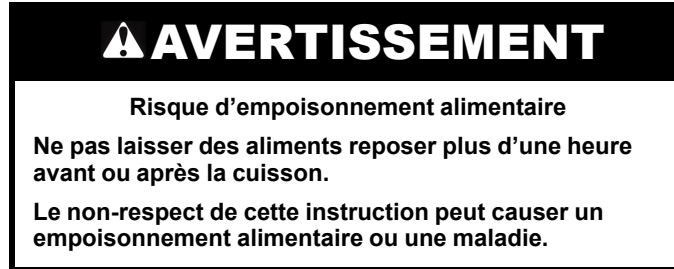 AVERTISSEMENT
Risque d’empoisonnement alimentaire
Ne pas laisser des aliments reposer plus d’une heure
avant ou après la cuisson.
Le non-respect de cette instruction peut causer un
empoisonnement alimentaire ou une maladie.